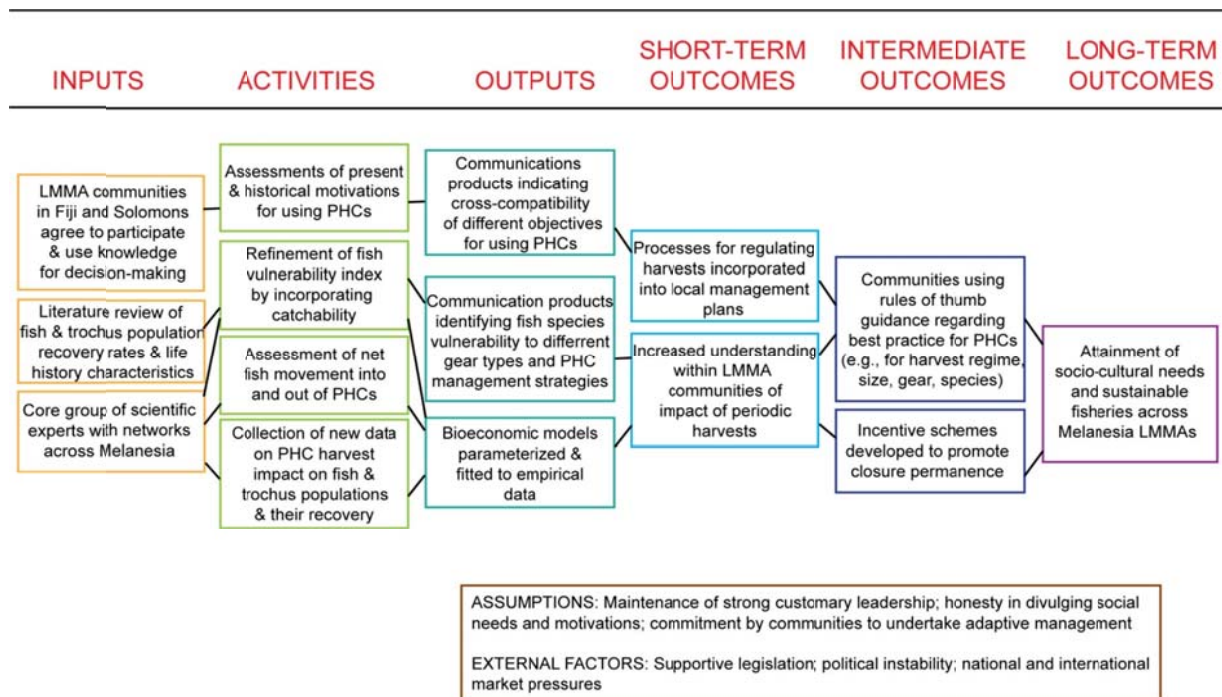 INPUTS
ACTIVITIES
OUTPUTS
SHORT-TERM
OUTCOMES
INTERMEDIATE
OUTCOMES
LONG-TERM
OUTCOMES
LMMA communities
in Fiji and Solomons
agree to participate
& use knowledge
for decision-making
Literature review of
fish & trochus population
recovery rates & life
history characteristics
Core group of scientific
experts with networks
across Melanesia
Assessments of present
& historical motivations
for using PHCs
Refinement of fish
vulnerability index
by incorporating
catchability
Assessment of net
fish movement into
and out of PHCs
Collection of new data
on PHC harvest
impact on fish &
trochus populations
& their recovery
Communications
products indicating
cross-compatibility
of different objectives
for using PHCs
Communication products
identifying fish species
vulnerability to differrent
gear types and PHC
management strategies
Bioeconomic models
parameterized &
fitted to empirical
data
Processes for regulating
harvests incorporated
into local management
plans
Increased understanding
within LMMA
communities of
impact of periodic
harvests
Communities using
rules of thumb
guidance regarding
best practice for PHCs
(e.g., for harvest regime,
size, gear, species)
Incentive schemes
developed to promote
closure permanence
Attainment of
socio-cultural needs
and sustainable
fisheries across
Melanesia LMMAs
ASSUMPTIONS: Maintenance of strong customary leadership; honesty in divulging social
needs and motivations; commitment by communities to undertake adaptive management
EXTERNAL FACTORS: Supportive legislation; political instability; national and international
market pressures